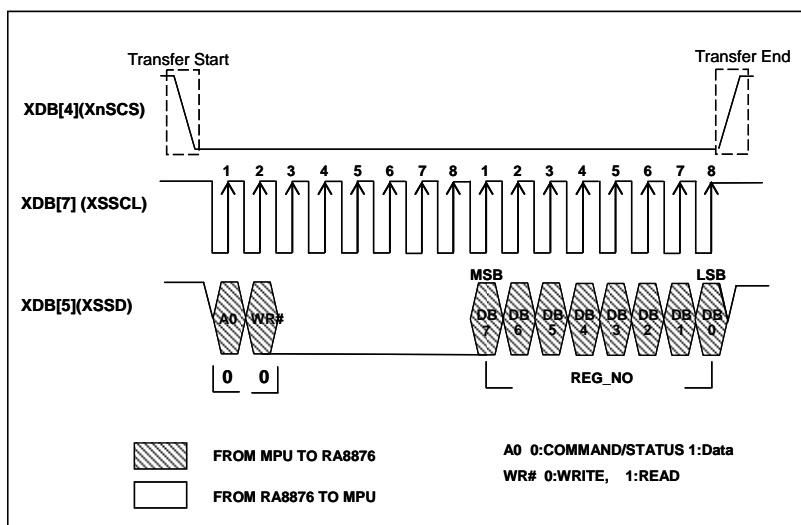 Transfer Start
Transfer End
XDB[4](XnSCS)
1 2 3 4 5 6 7 8 1 2 3 4 5 6 7 8
XDB[7] (XSSCL)
MSB LSB
XDB[5](XSSD)
A0 WR# DB 7 DB 6 DB 5 DB 4 DB 3 DB 2 DB 1 DB 0
0 0
REG_NO
FROM MPU TO RA8876
A0 0:COMMAND/STATUS 1:Data
WR# 0:WRITE, 1:READ
FROM RA8876 TO MPU